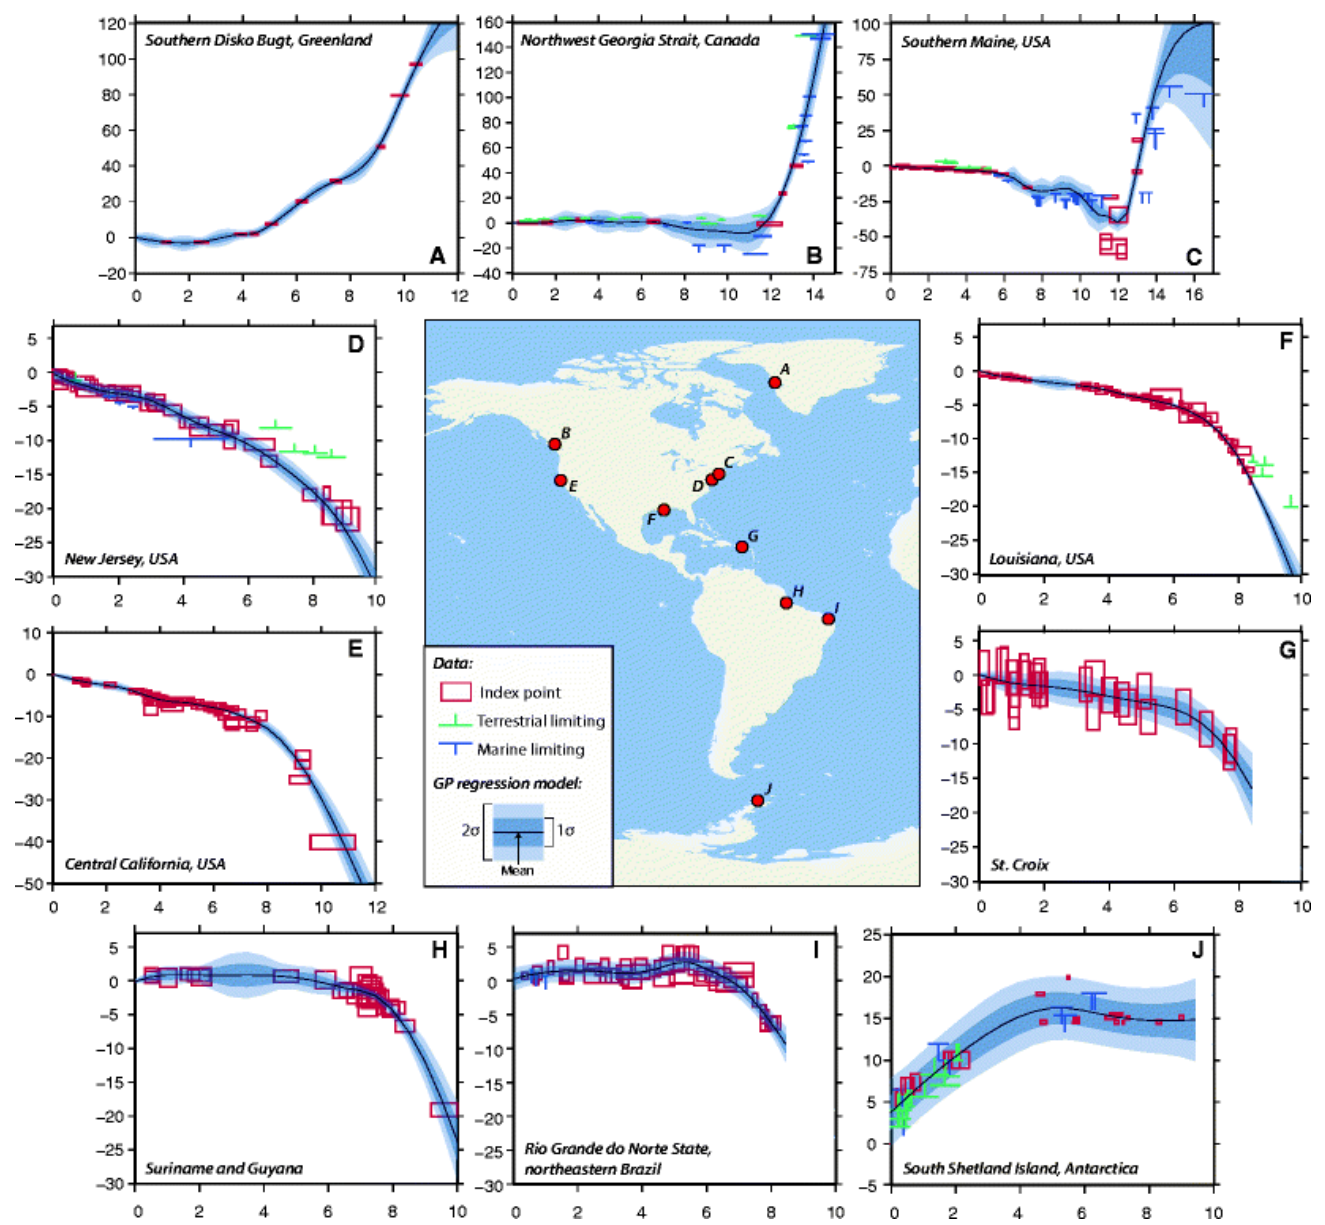 Southern Disko Bugt, Greenland
120
100
80
60
40
20
0
−20
A
0 2 4 6 8 10 12
Northwest Georgia Strait, Canada
160
140
120
100
80
60
40
20
0
−20
−40
B
0 2 4 6 8 10 12 14
Southern Maine, USA
100
75
50
25
0
−25
−50
-75
C
0 2 4 6 8 10 12 14 16
D
5
0
−5
−10
−15
−20
−25
−30
New Jersey, USA
0 2 4 6 8 10
A
B
C
D
E
F
G
H
I
J
Data:
Index point
Terrestrial limiting
Marine limiting
GP regression model:
2σ
1σ
Mean
F
5
0
−5
−10
−15
−20
−25
−30
Louisiana, USA
0 2 4 6 8 10
E
10
0
−10
−20
−30
−40
−50
Central California, USA
0 2 4 6 8 10 12
G
5
0
−5
−10
−15
−20
−25
−30
St. Croix
0 2 4 6 8 10
H
5
0
−5
−10
−15
−20
−25
−30
Suriname and Guyana
0 2 4 6 8 10
I
5
0
−5
−10
−15
−20
−25
−30
Rio Grande do Norte State,
northeastern Brazil
0 2 4 6 8 10
J
25
20
15
10
5
0
−5
South Shetland Island, Antarctica
0 2 4 6 8 10